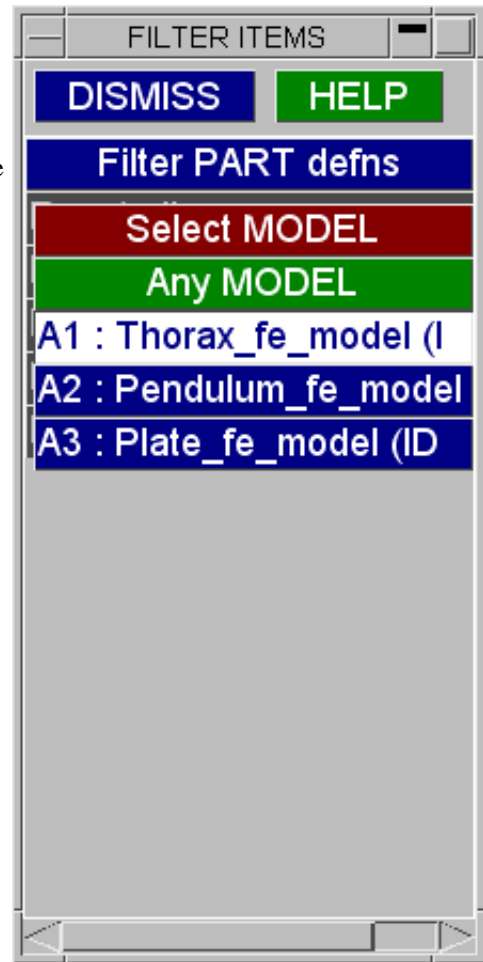 FILTER ITEMS
DISMISS HELP
e
Filter PART defns
Select MODEL
Any MODEL
A1 : Thorax_fe_model (I
A2 : Pendulum_fe_model
A3 : Plate_fe_model (ID